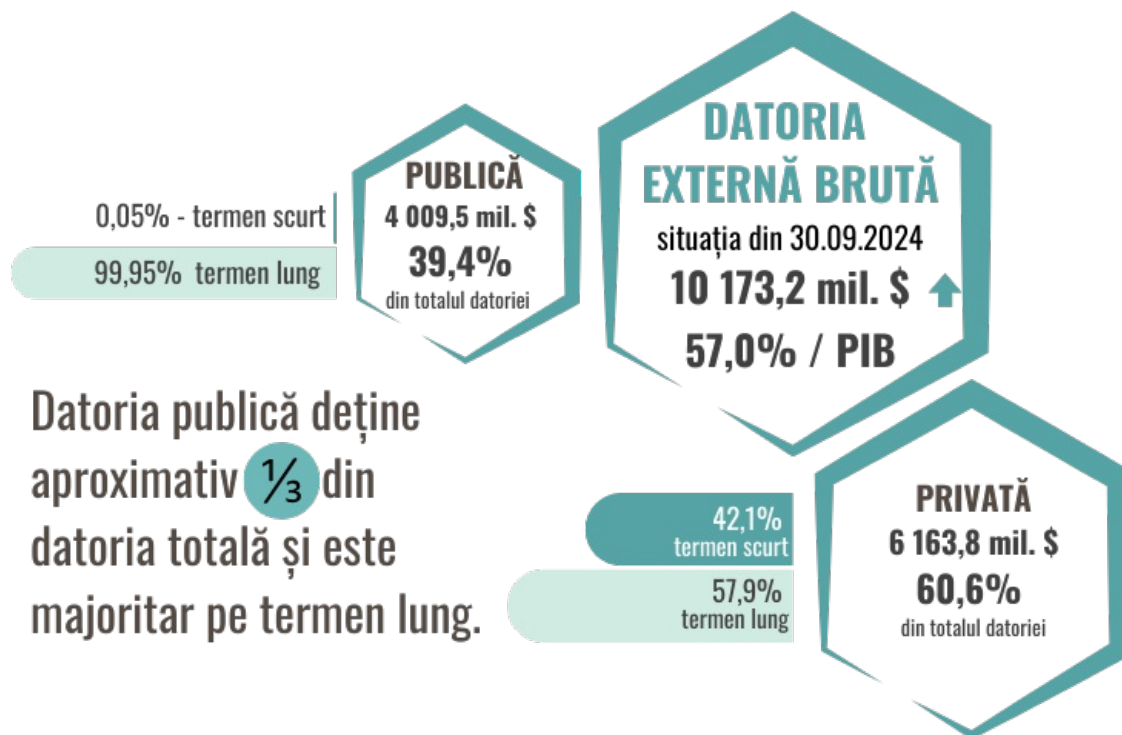 DATORIA
EXTERNĂ BRUTĂ
situația din 30.09.2024
10 173,2 mil. $
57,0% / PIB
PUBLICĂ
4 009,5 mil. $
39,4%
din totalul datoriei
0,05% - termen scurt
99,95% termen lung
Datoria publică deține
aproximativ ⅓ din
datoria totală și este
majoritar pe termen lung.
PRIVATĂ
6 163,8 mil. $
60,6%
din totalul datoriei
42,1%
termen scurt
57,9%
termen lung